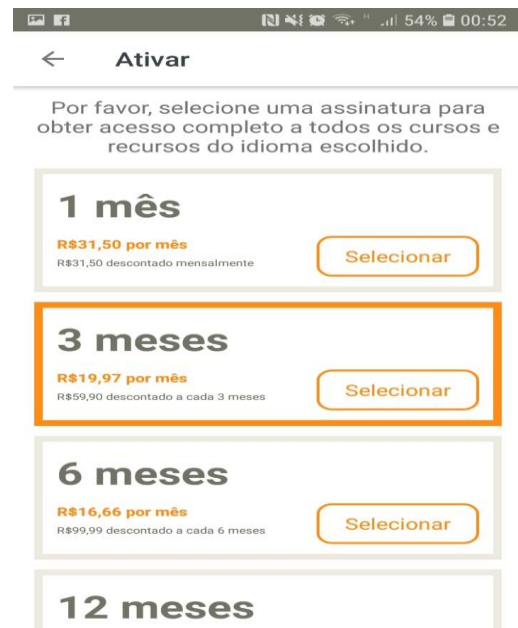 54% 00:52
Ativar
Por favor, selecione uma assinatura para
obter acesso completo a todos os cursos e
recursos do idioma escolhido.
1 mês
R$31,50 por mês
R$31,50 descontado mensalmente
Selecionar
3 meses
R$19,97 por mês
R$59,90 descontado a cada 3 meses
Selecionar
6 meses
R$16,66 por mês
R$99,99 descontado a cada 6 meses
Selecionar
12 meses